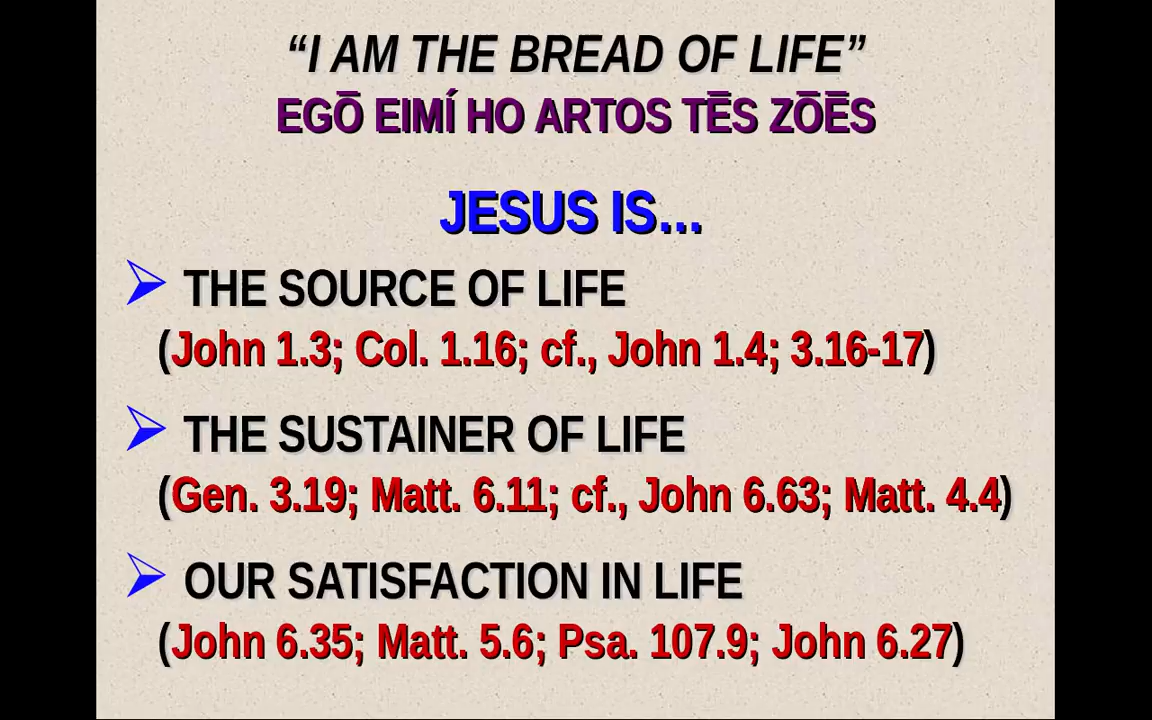 “I AM THE BREAD OF LIFE”
EGŌ EIMÍ HO ARTOS TĒS ZŌĒS
JESUS IS…
THE SOURCE OF LIFE
(John 1.3; Col. 1.16; cf., John 1.4; 3.16-17)
THE SUSTAINER OF LIFE
(Gen. 3.19; Matt. 6.11; cf., John 6.63; Matt. 4.4)
OUR SATISFACTION IN LIFE
(John 6.35; Matt. 5.6; Psa. 107.9; John 6.27)